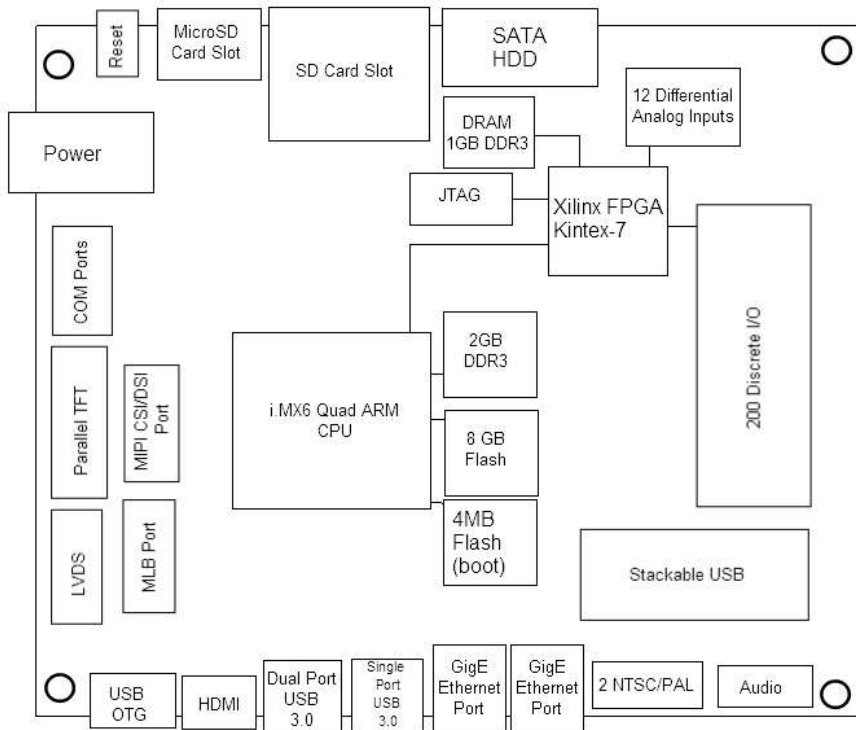 Reset
MicroSD
Card Slot
SD Card Slot
SATA
HDD
12 Differential
Analog Inputs
DRAM
1GB DDR3
Power
JTAG
Xilinx FPGA
Kintex-7
COM Ports
200 Discrete I/O
2GB
DDR3
i.MX6 Quad ARM
CPU
Parallel TFT
MIPI CSI/DSI
Port
8 GB
Flash
4MB
Flash
(boot)
LVDS
MLB Port
Stackable USB
USB
OTG
HDMI
Dual Port
USB
3.0
Single
Port
USB
3.0
GigE
Ethernet
Port
GigE
Ethernet
Port
2 NTSC/PAL
Audio